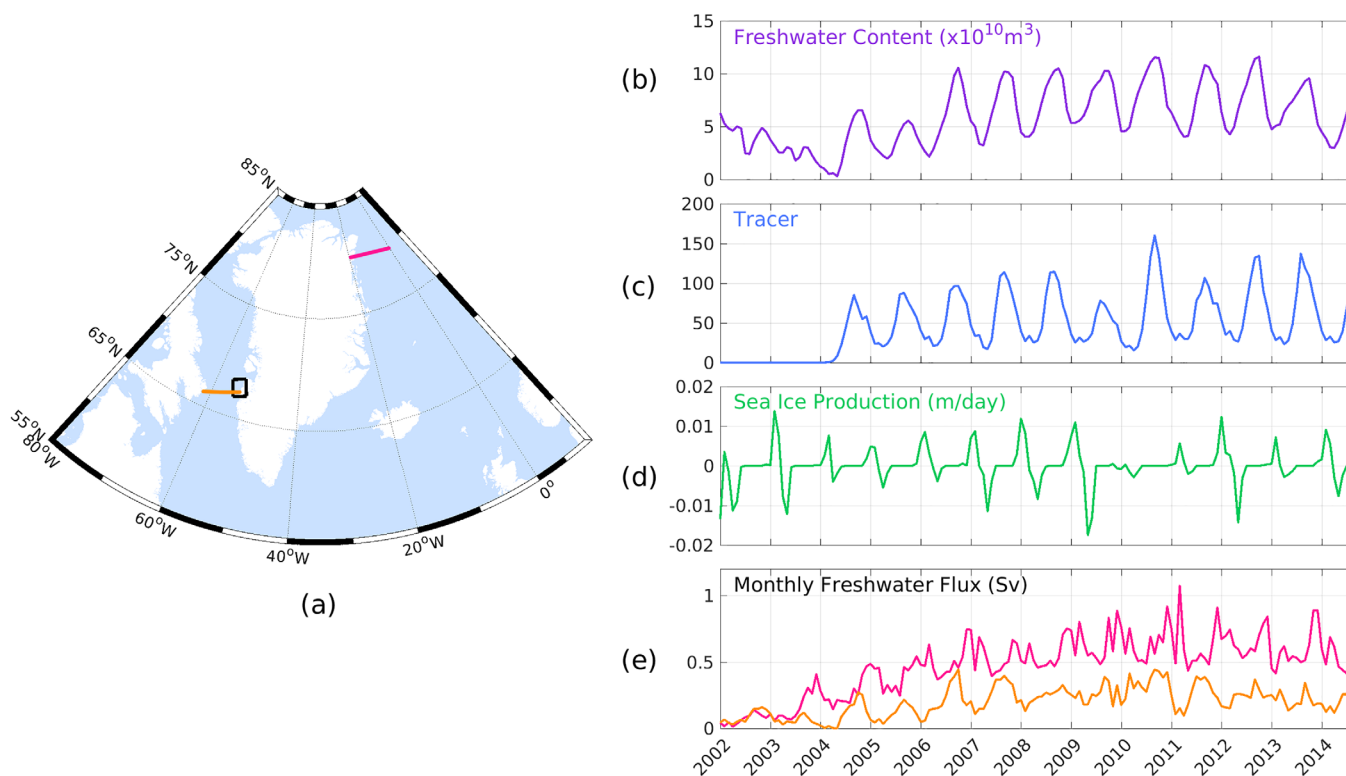 85°N
75°N
65°N
55°N
80°W
60°W
40°W
20°W
0°
(a)
(b)
Freshwater Content (x10¹⁰m³)
15
10
5
0
(c)
Tracer
200
150
100
50
0
(d)
Sea Ice Production (m/day)
0.02
0.01
0
-0.01
-0.02
(e)
Monthly Freshwater Flux (Sv)
1
0.5
0
2002 2003 2004 2005 2006 2007 2008 2009 2010 2011 2012 2013 2014